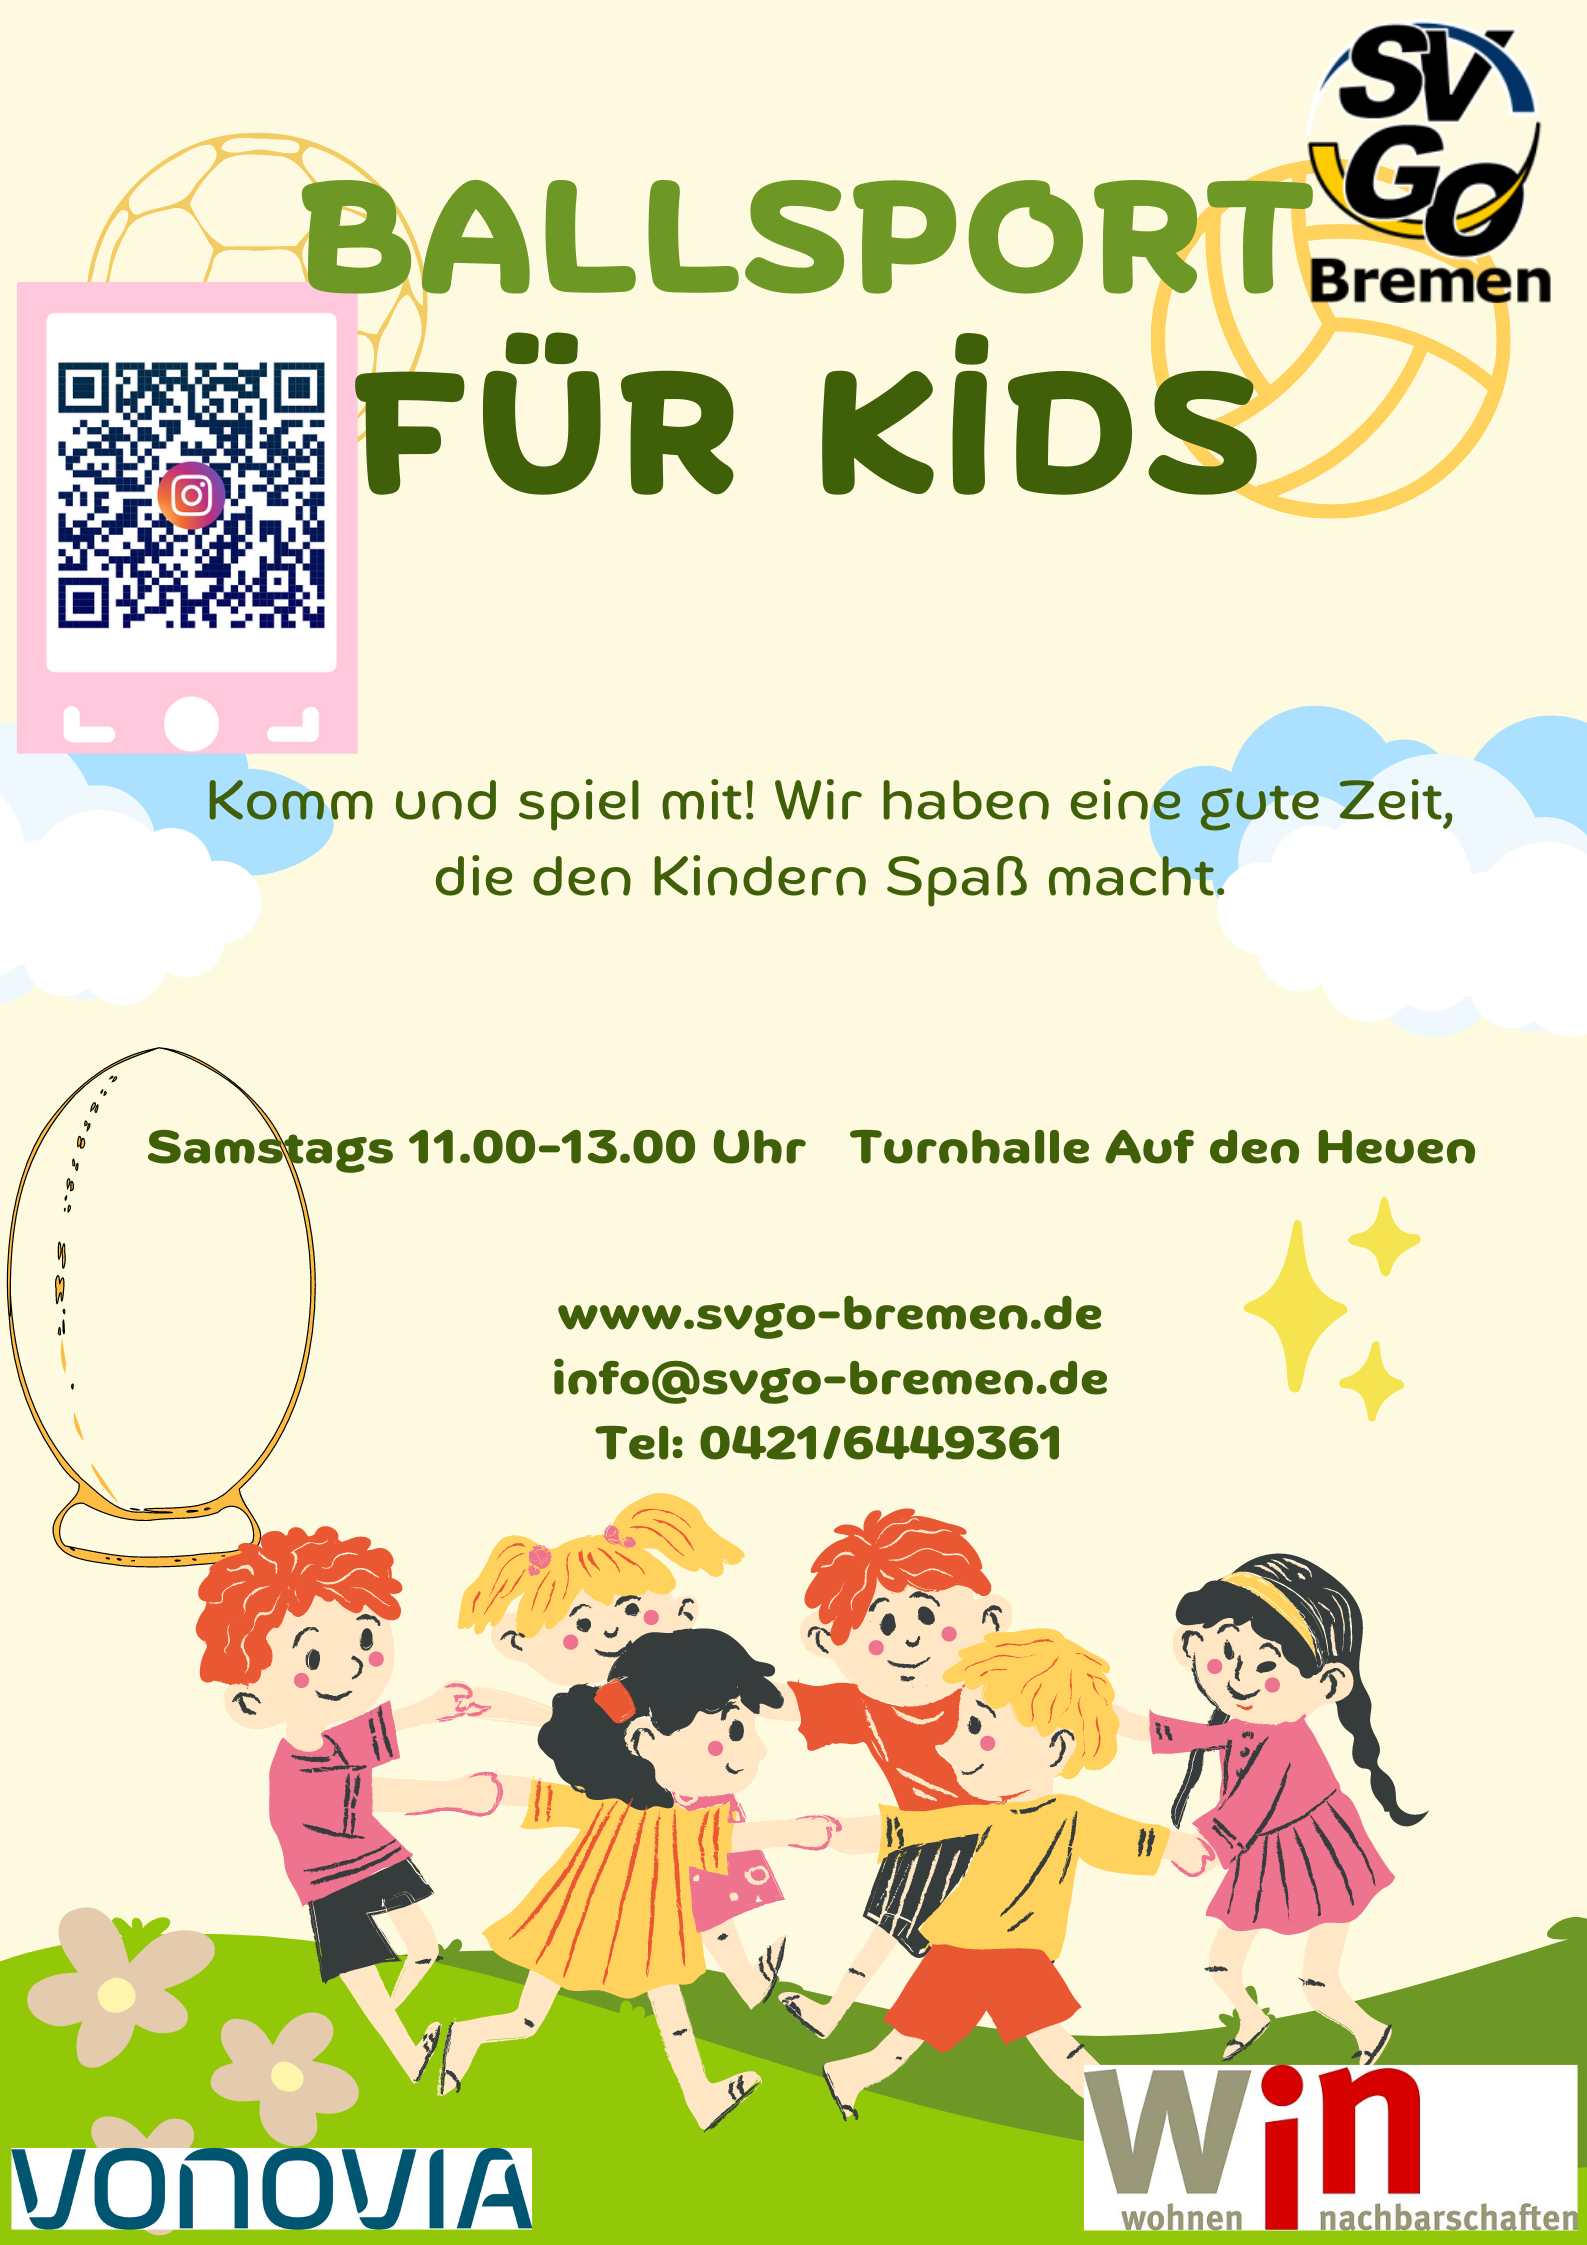 SV
GO
Bremen
BALLSPORT
FÜR KİDS
Komm und spiel mit! Wir haben eine gute Zeit,
die den Kindern Spaß macht.
Samstags 11.00-13.00 Uhr Turnhalle Auf den Heuen
www.svgo-bremen.de
info@svgo-bremen.de
Tel: 0421/6449361
VONOVIA
win
wohnen in nachbarschaften